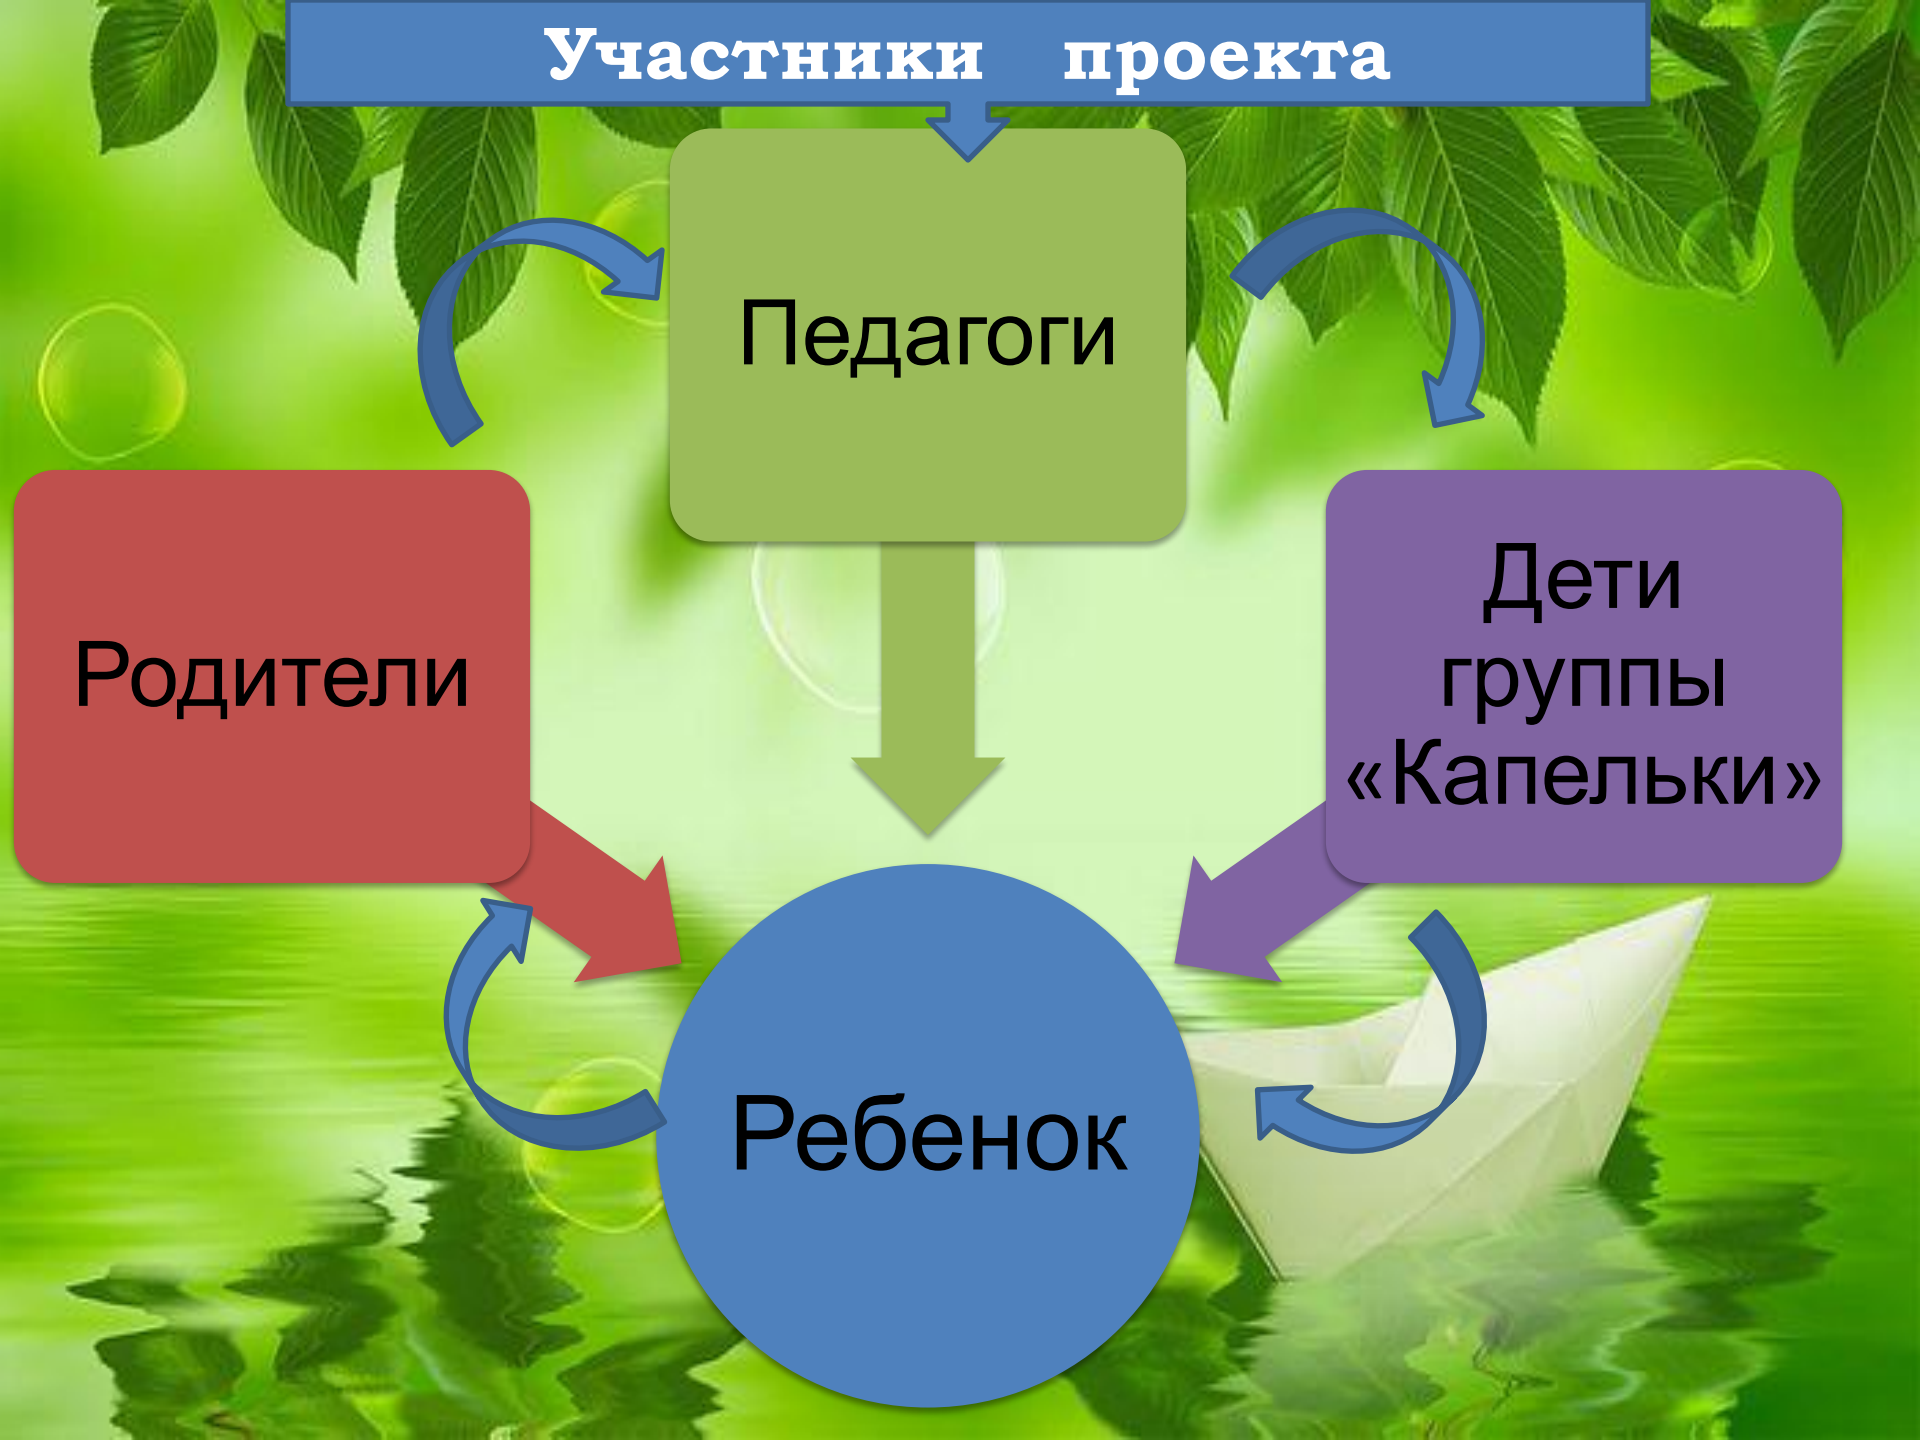 Участники проекта
Педагоги
Родители
Дети
группы
«Капельки»
Ребенок